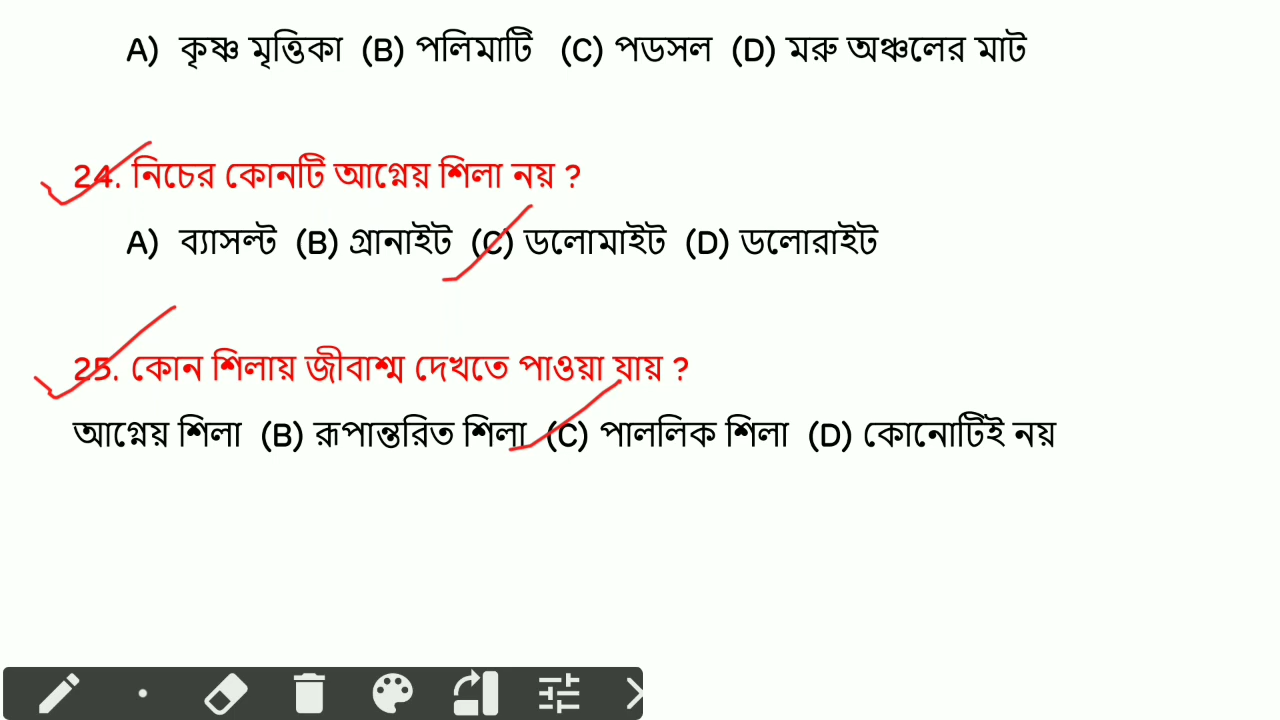 A) কৃষ্ণ মৃত্তিকা (B) পলিমাটি (C) পডসল (D) মরু অঞ্চলের মাট
24. নিচের কোনটি আগ্নেয় শিলা নয় ?
A) ব্যাসল্ট (B) গ্রানাইট (C) ডলোমাইট (D) ডলোরাইট
25. কোন শিলায় জীবাশ্ম দেখতে পাওয়া যায় ?
আগ্নেয় শিলা (B) রূপান্তরিত শিলা (C) পাললিক শিলা (D) কোনোটিই নয়